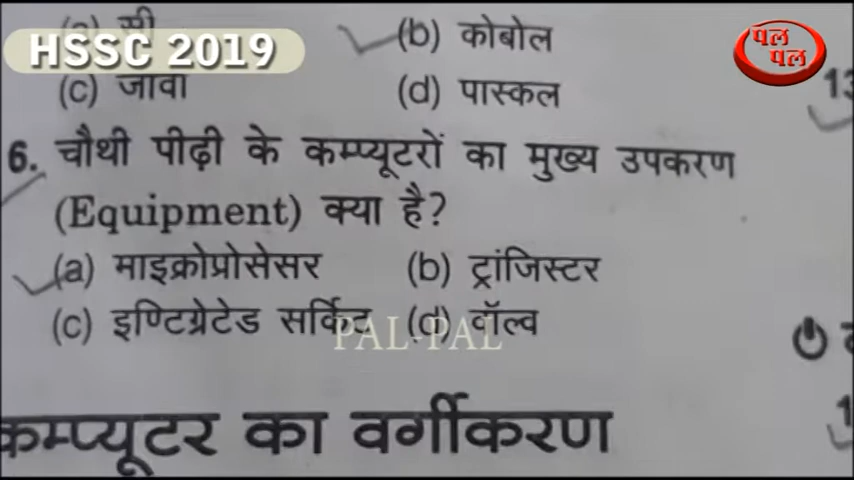 HSSC 2019
(b) कोबोल
(c) जावा
(d) पास्कल
पल
पल
13
6. चौथी पीढ़ी के कम्प्यूटरों का मुख्य उपकरण
(Equipment) क्या है?
(a) माइक्रोप्रोसेसर (b) ट्रांजिस्टर
(c) इण्टिग्रेटेड सर्किट (d) वॉल्व
PAL-PAL
कम्प्यूटर का वर्गीकरण